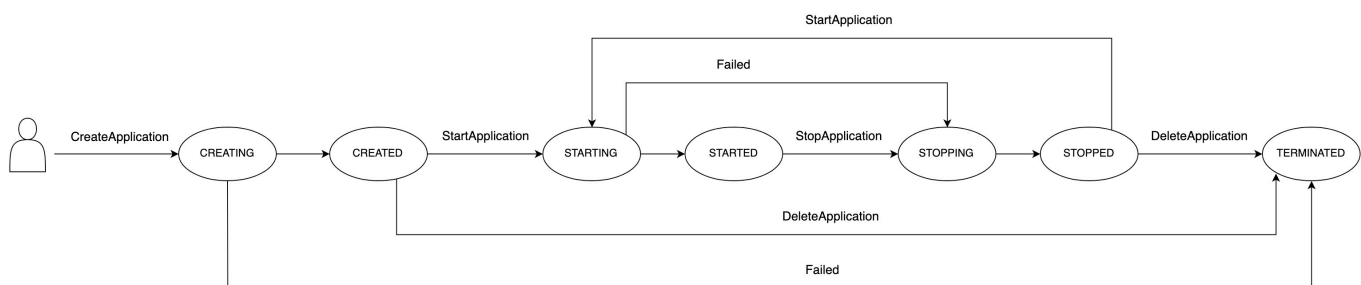 StartApplication
Failed
CreateApplication
CREATING
CREATED
StartApplication
STARTING
STARTED
StopApplication
STOPPING
STOPPED
DeleteApplication
TERMINATED
DeleteApplication
Failed